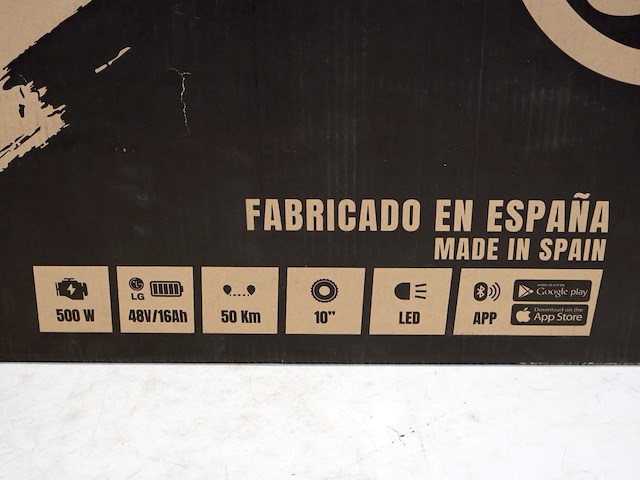 FABRICADO EN ESPAÑA
MADE IN SPAIN
500 W
LG
48V/16Ah
50 Km
10"
LED
APP
Google play
Download on the
App Store